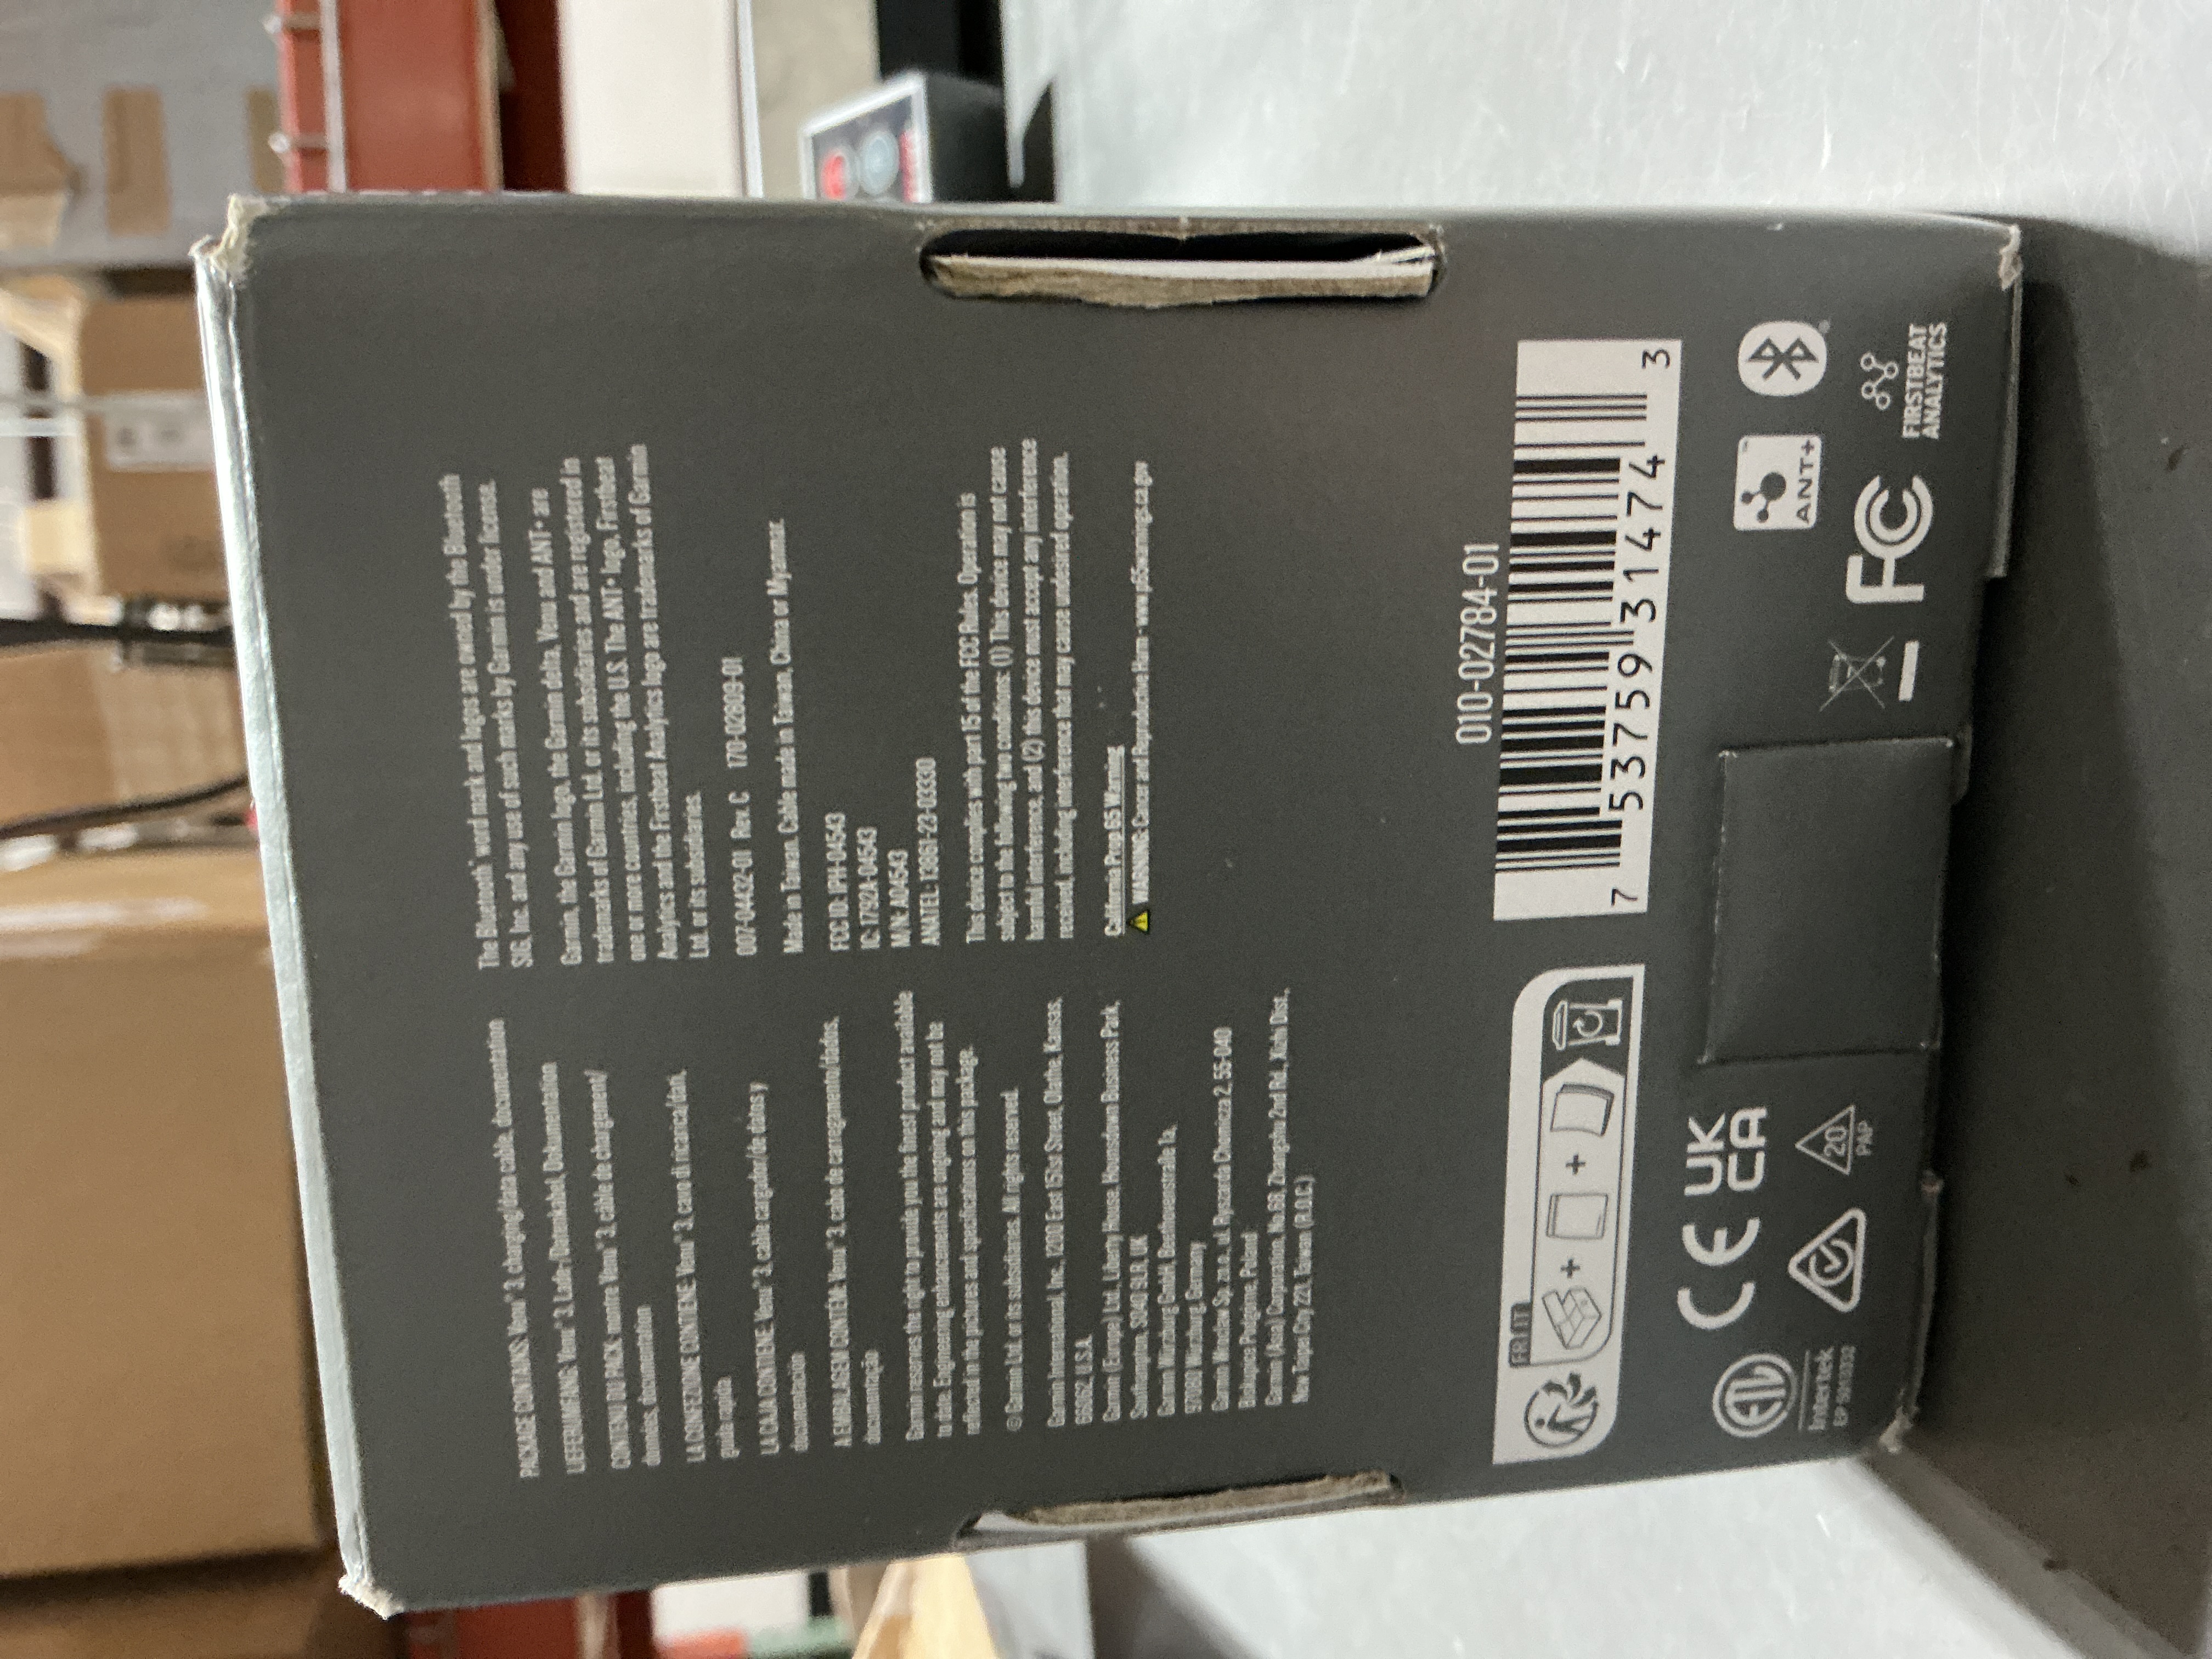 PACKAGE CONTAINS: Venu® 3, charging/data cable, documentation
LIEFERUMFANG: Venu® 3, Lade-/Datenkabel, Dokumentation
CONTENU DU PACK: montre Venu® 3, câble de chargement/
données, documentation
LA CONFEZIONE CONTIENE: Venu® 3, cavo di ricarica/dati,
guida rapida
LA CAJA CONTIENE: Venu® 3, cable cargador/de datos y
documentación
A EMBALAGEM CONTÉM: Venu® 3, cabo de carregamento/dados,
documentação
Garmin reserves the right to provide you the finest product available
to date. Engineering enhancements are ongoing and may not be
reflected in the pictures and specifications on this package.
© Garmin Ltd. or its subsidiaries. All rights reserved.
Garmin International, Inc. 1200 East 151st Street, Olathe, Kansas,
66062, U.S.A.
Garmin (Europe) Ltd., Liberty House, Hounsdown Business Park,
Southampton, SO40 9LR, UK
Garmin Würzburg GmbH, Beethovenstraße 1a,
97080 Würzburg, Germany
Garmin Wrocław Sp. z o.o., ul. Ryszarda Chomicza 2, 55-040
Bielany Wrocławskie, Poland
Garmin (Asia) Corporation, No.68, Zhangshu 2nd Rd., Xizhi Dist.,
New Taipei City 221, Taiwan (R.O.C.)
The Bluetooth® word mark and logos are owned by the Bluetooth
SIG, Inc. and any use of such marks by Garmin is under license.
Garmin, the Garmin logo, the Garmin delta, Venu and ANT+ are
trademarks of Garmin Ltd. or its subsidiaries and are registered in
one or more countries, including the U.S. The ANT+ logo, Firstbeat
Analytics and the Firstbeat Analytics logo are trademarks of Garmin
Ltd. or its subsidiaries.
007-04432-01 Rev. C 170-02809-01
Made in Taiwan. Cable made in Taiwan, China or Myanmar.
FCC ID: IPH-04543
IC: 1792A-04543
M/N: A04543
ANATEL: 13861-23-03330
This device complies with part 15 of the FCC Rules. Operation is
subject to the following two conditions: (1) This device may not cause
harmful interference, and (2) this device must accept any interference
received, including interference that may cause undesired operation.
California Prop 65 Warning
WARNING: Cancer and Reproductive Harm - www.p65warnings.ca.gov
FR IT
+
+
010-02784-01
7 53759 31474 3
Intertek
EP 500332
CE
UK
CA
20
PAP
FC
ANT+
FIRSTBEAT
ANALYTICS